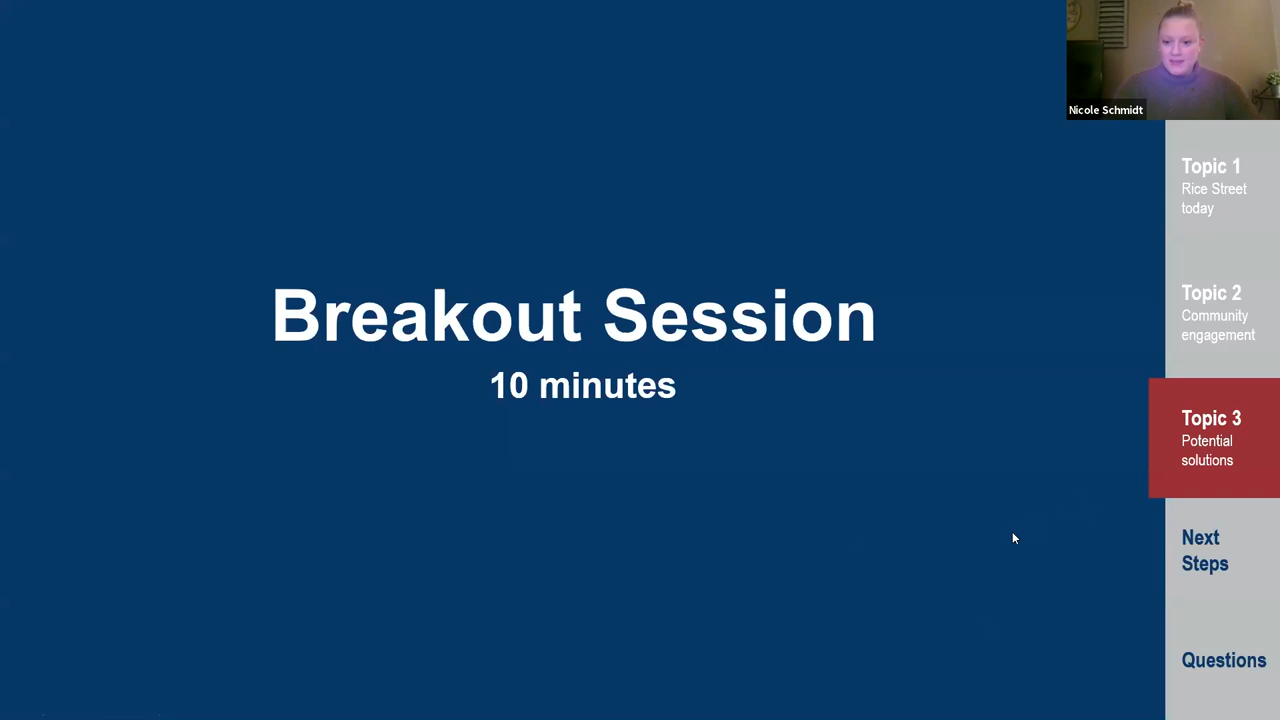 Breakout Session
10 minutes
Nicole Schmidt
Topic 1
Rice Street
today
Topic 2
Community
engagement
Topic 3
Potential
solutions
Next
Steps
Questions